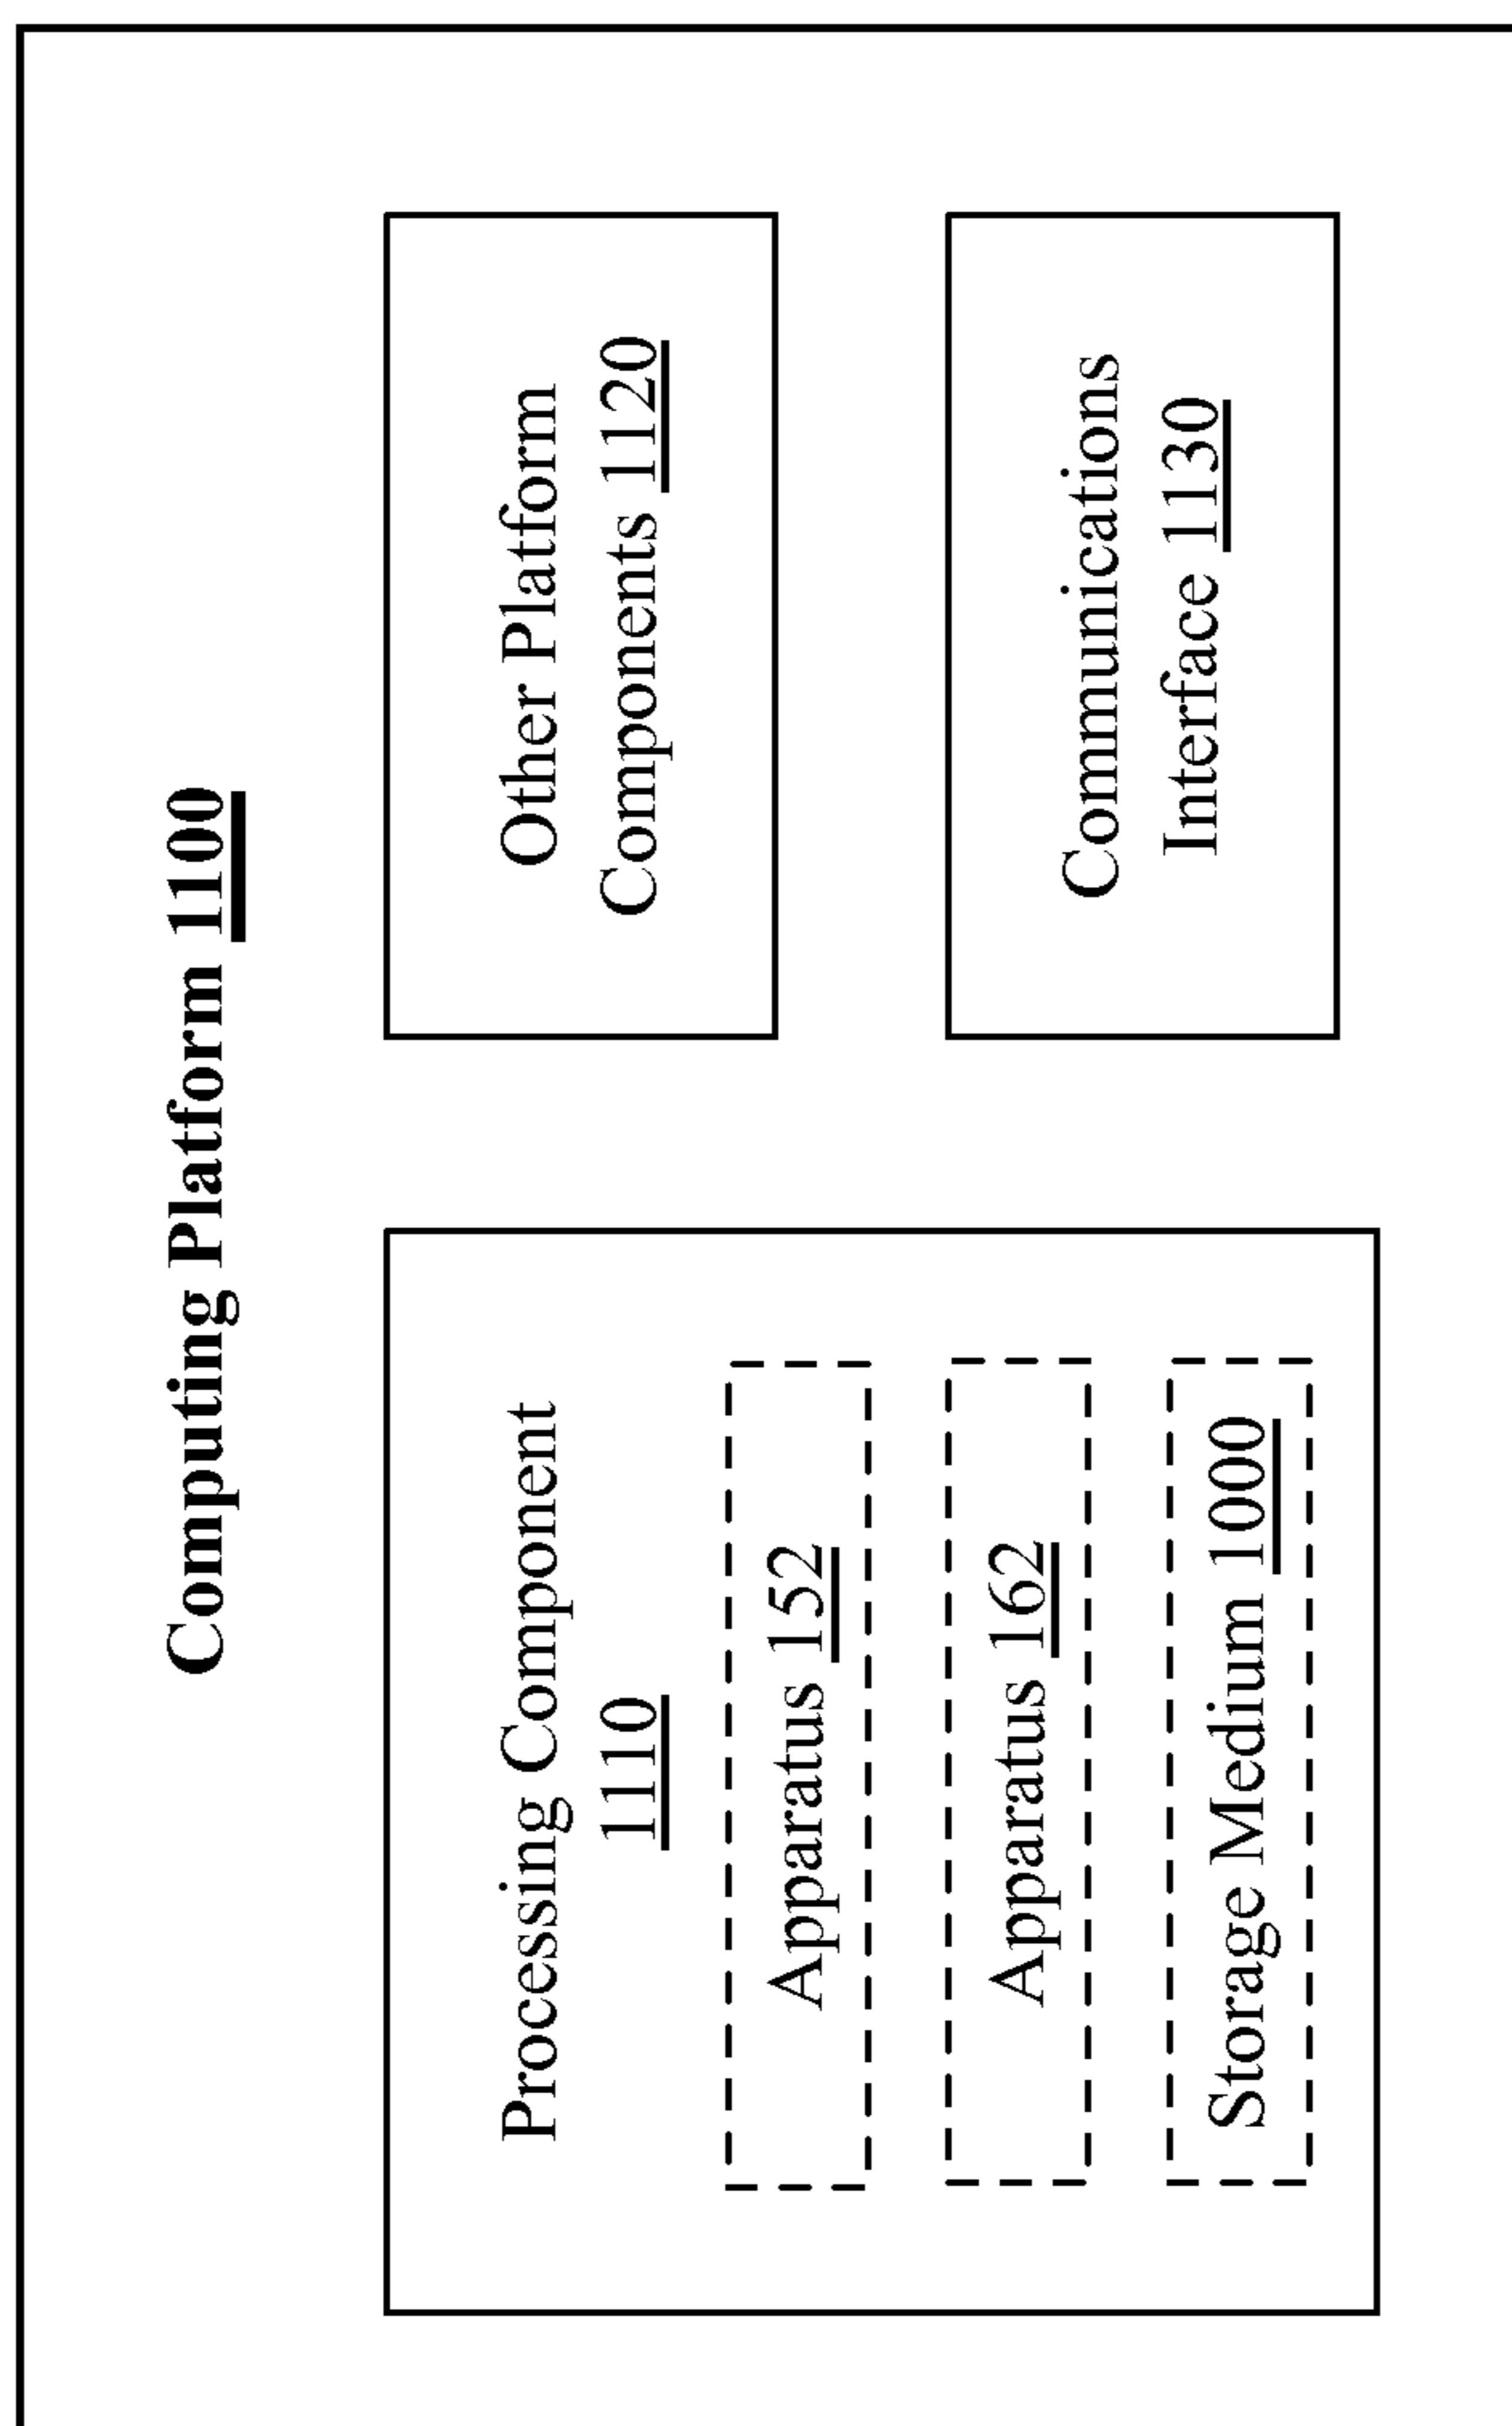 Computing Platform 1100
Processing Component
1110
Apparatus 152
Apparatus 162
Storage Medium 1000
Other Platform
Components 1120
Communications
Interface 1130